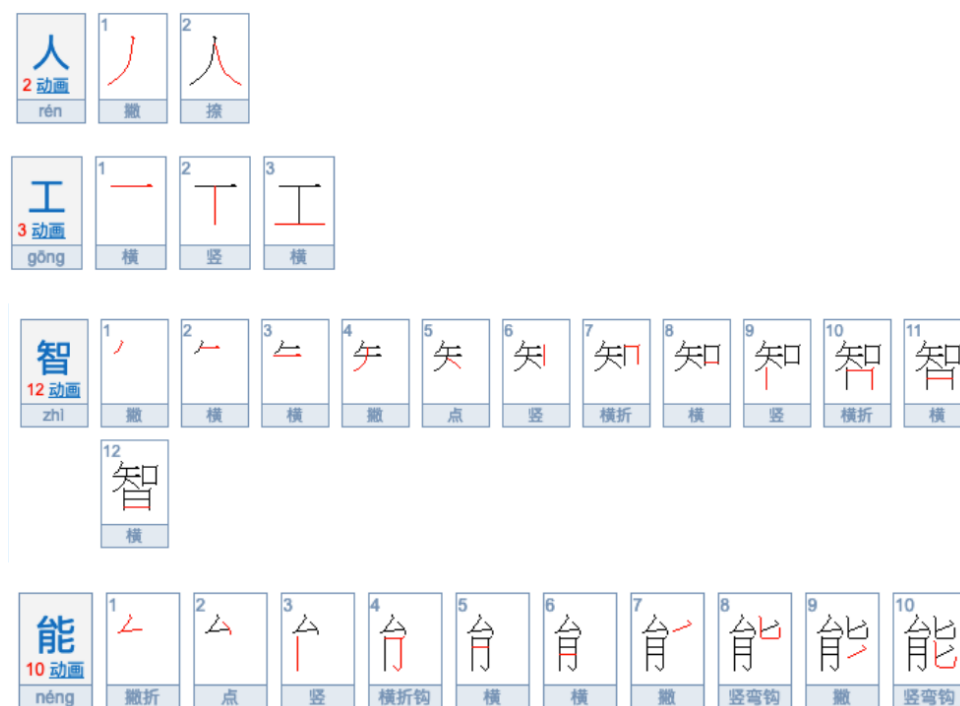 人 1 2
2 动画
rén 撇 捺
工 1 2 3
3 动画
gōng 横 竖 横
智 1 2 3 4 5 6 7 8 9 10 11
12 动画
zhì 撇 横 横 撇 点 竖 横折 横 竖 横折 横
12
横
能 1 2 3 4 5 6 7 8 9 10
10 动画
néng 撇折 点 竖 横折钩 横 横 撇 竖弯钩 撇 竖弯钩